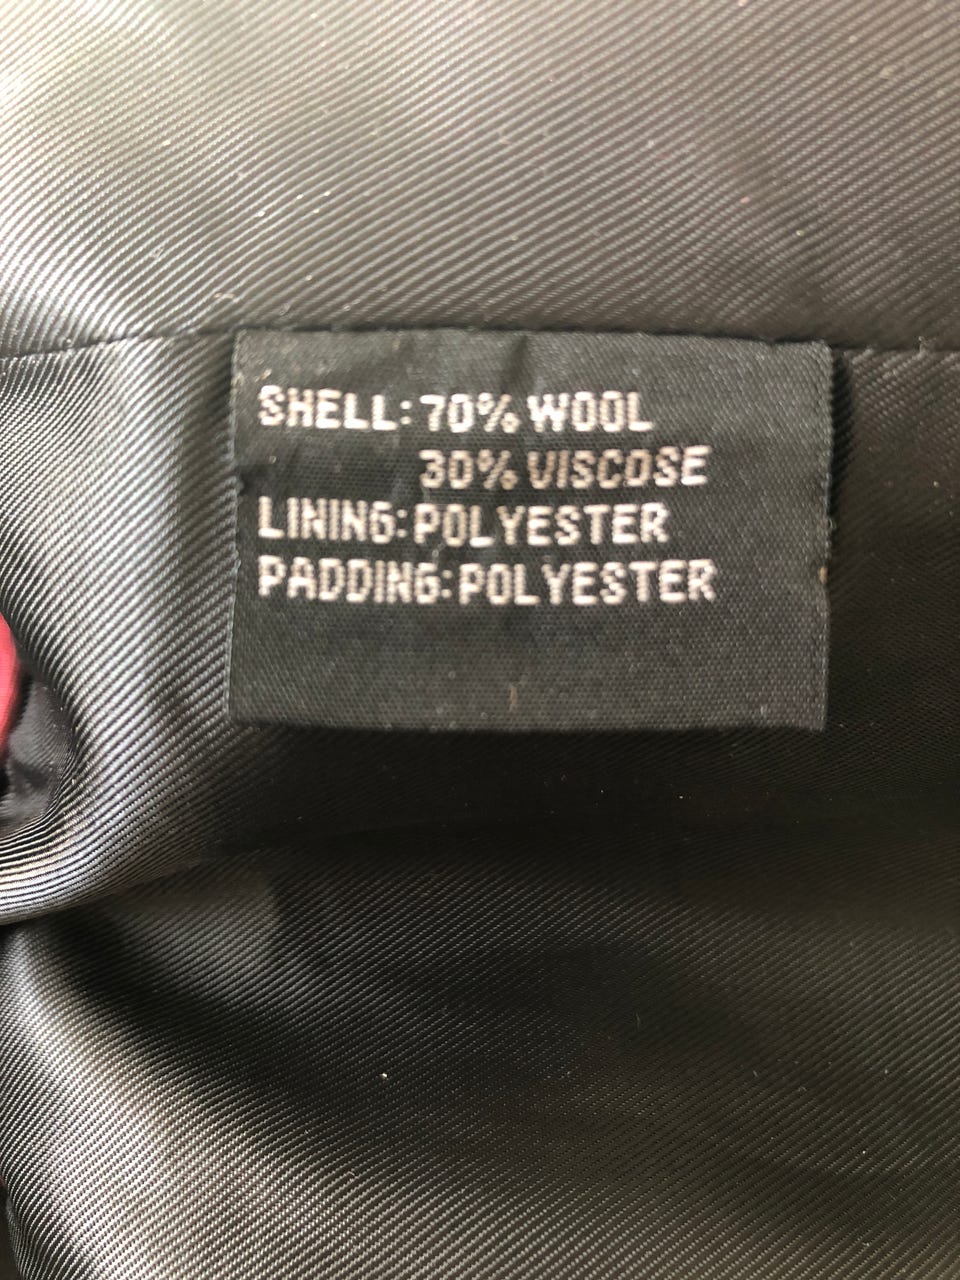 SHELL: 70% WOOL
30% VISCOSE
LINING: POLYESTER
PADDING: POLYESTER